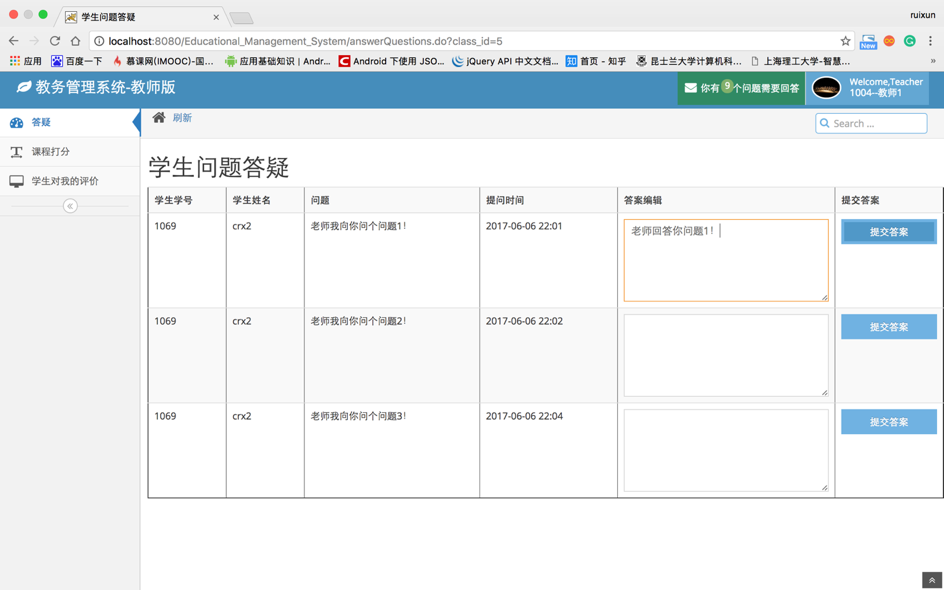 学生问题答疑
ruixun
localhost:8080/Educational_Management_System/answerQuestions.do?class_id=5
New
应用 百度一下 慕课网(IMOOC)-国... 应用基础知识 | Andr... Android 下使用 JSO... jQuery API 中文文档... 知 首页 - 知乎 昆士兰大学计算机科... 上海理工大学-智慧... »
教务管理系统-教师版
你有 9 个问题需要回答
Welcome,Teacher
1004--教师1
答疑
刷新
Search ...
课程打分
学生对我的评价
学生问题答疑
学生学号 学生姓名 问题 提问时间 答案编辑 提交答案
1069 crx2 老师我向你问个问题1! 2017-06-06 22:01 老师回答你问题1! 提交答案
1069 crx2 老师我向你问个问题2! 2017-06-06 22:02 提交答案
1069 crx2 老师我向你问个问题3! 2017-06-06 22:04 提交答案